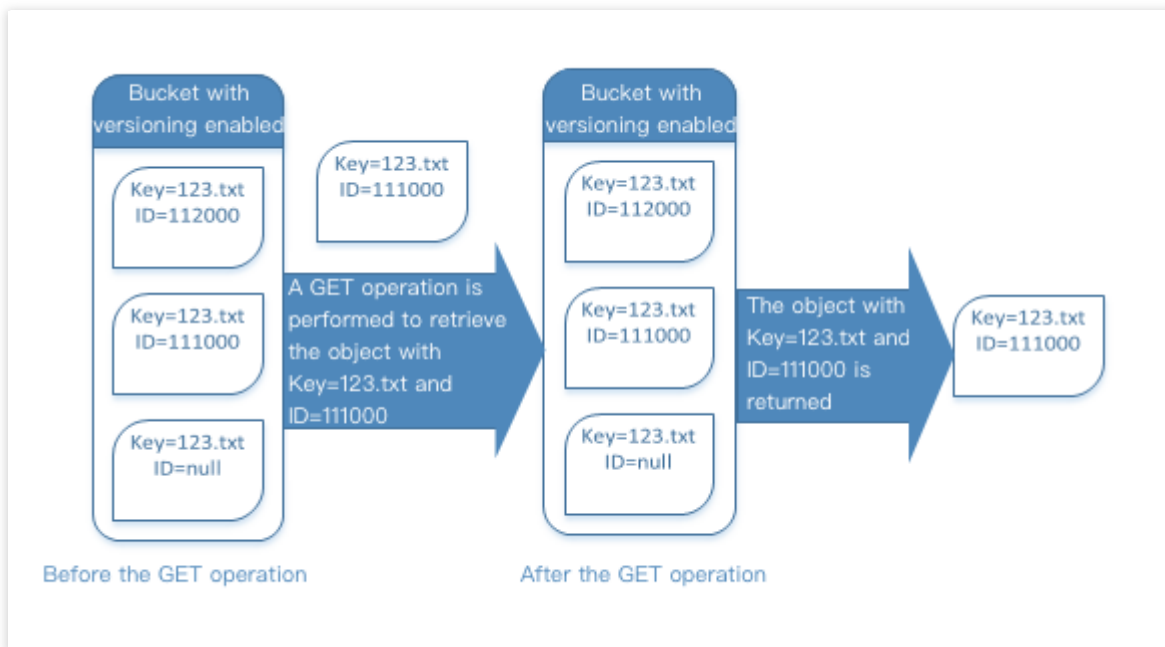 Bucket with
versioning enabled
Key=123.txt
ID=112000
Key=123.txt
ID=111000
Key=123.txt
ID=null
Before the GET operation
Key=123.txt
ID=111000
A GET operation is
performed to retrieve
the object with
Key=123.txt and
ID=111000
Bucket with
versioning enabled
Key=123.txt
ID=112000
Key=123.txt
ID=111000
Key=123.txt
ID=null
After the GET operation
The object with
Key=123.txt and
ID=111000 is
returned
Key=123.txt
ID=111000